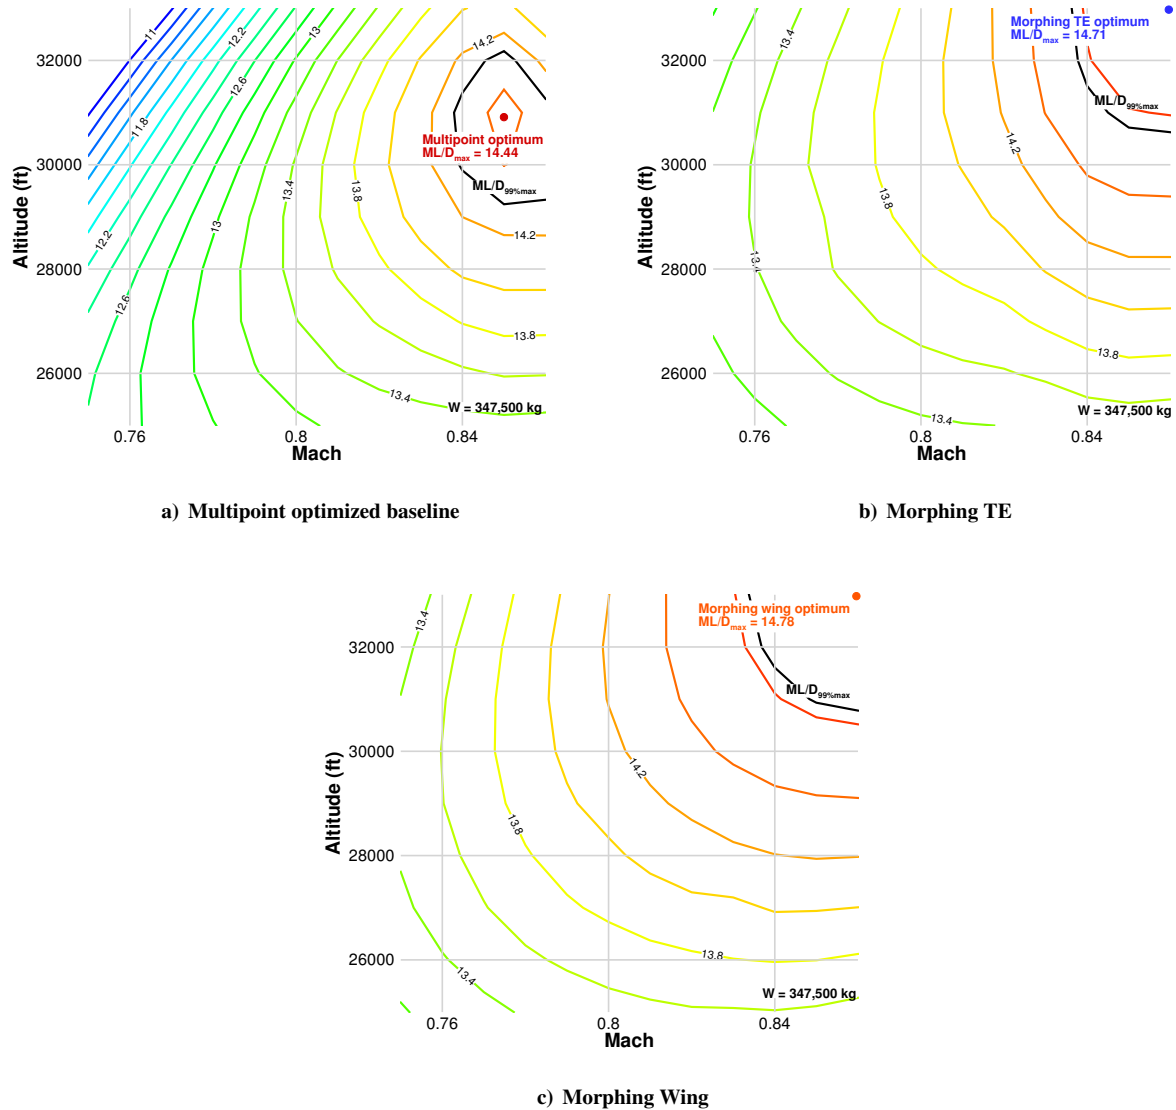 11
12.2
13
14.2
32000
12.6
11.8
Multipoint optimum
ML/Dmax = 14.44
30000
ML/D99%max
13.4
13.8
12.2
13
14.2
28000
12.6
13.8
26000
13.4
W = 347,500 kg
0.76
0.8
0.84
Mach
Altitude (ft)
a) Multipoint optimized baseline
Morphing TE optimum
ML/Dmax = 14.71
13.4
32000
ML/D99%max
14.2
30000
13.8
13.4
28000
13.8
26000
13.4
W = 347,500 kg
0.76
0.8
0.84
Mach
Altitude (ft)
b) Morphing TE
Morphing wing optimum
ML/Dmax = 14.78
13.4
32000
ML/D99%max
30000
14.2
13.8
28000
13.8
26000
13.4
W = 347,500 kg
0.76
0.8
0.84
Mach
Altitude (ft)
c) Morphing Wing